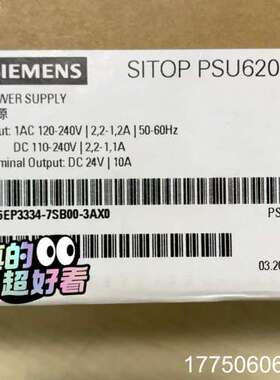 SIEMENS
SITOP PSU620
WER SUPPLY
源
ut: 1AC 120-240V | 2,2-1,2A | 50-60Hz
DC 110-240V | 2,2-1,1A
minal Output: DC 24V | 10A
6EP3334-7SB00-3AX0
PS
真的
超好看
03.20
17750606